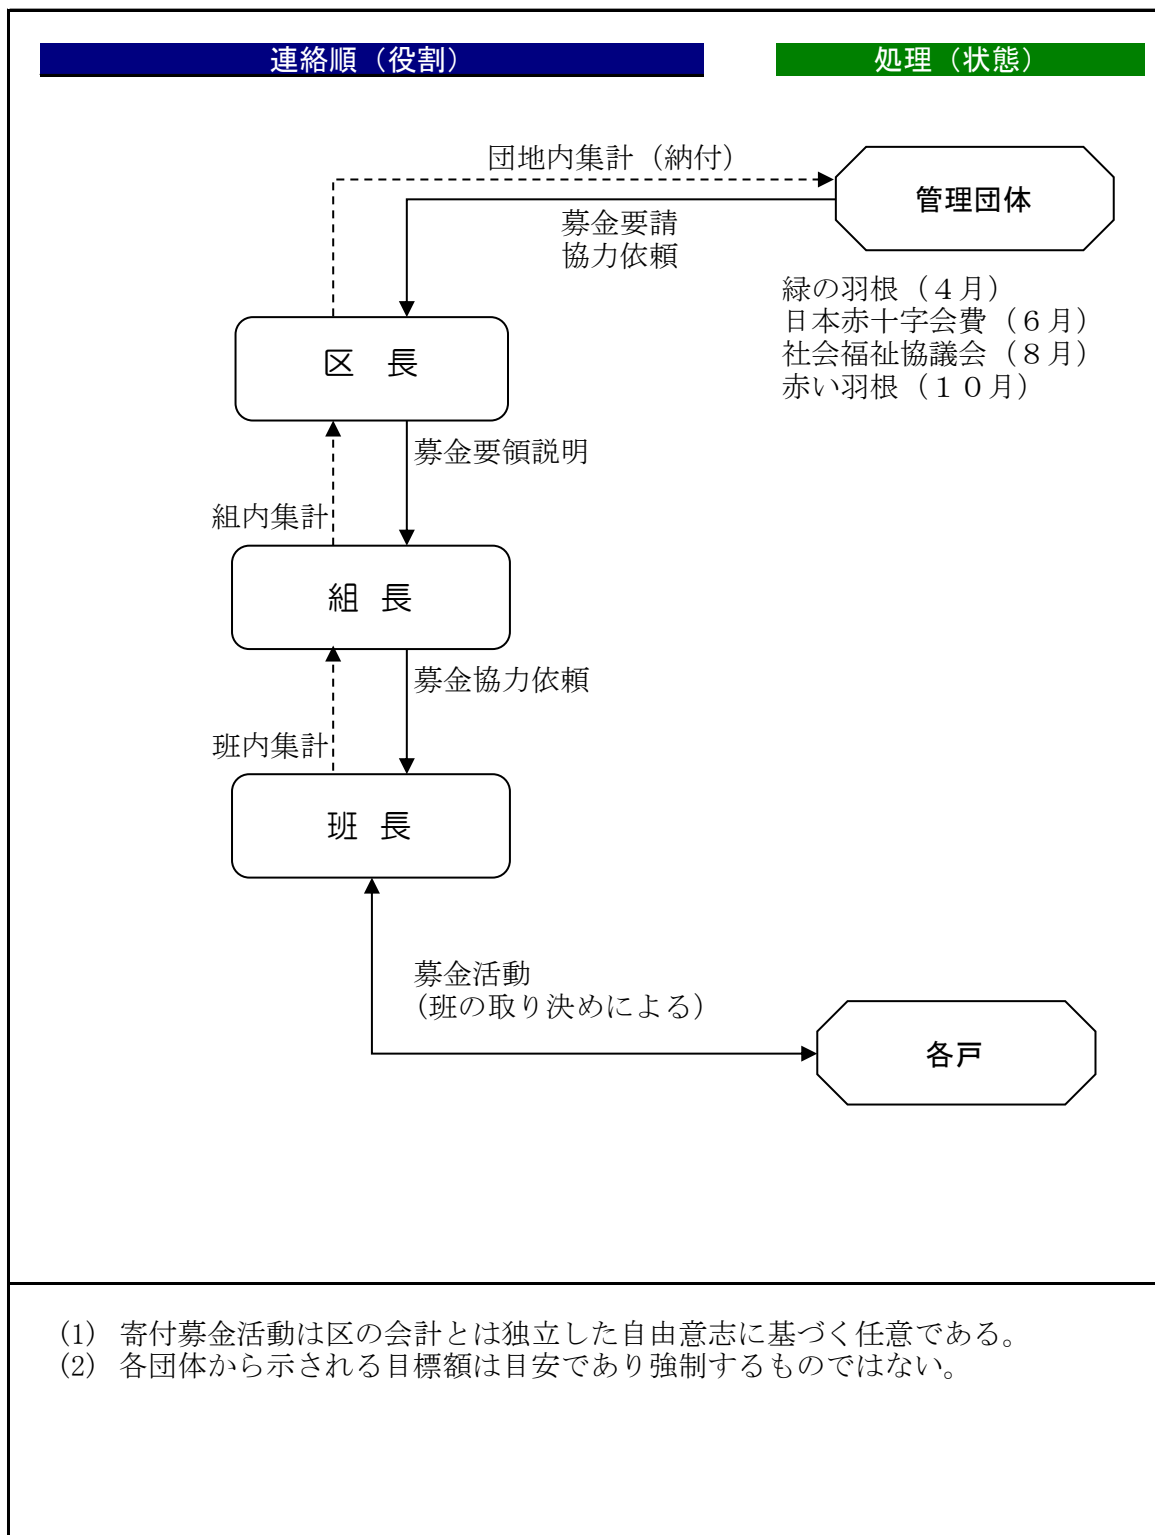 連絡順（役割）
処理（状態）
団地内集計（納付）
管理団体
募金要請
協力依頼
緑の羽根（４月）
日本赤十字会費（６月）
社会福祉協議会（８月）
赤い羽根（１０月）
区　長
募金要領説明
組内集計
組 長
募金協力依頼
班内集計
班 長
募金活動
（班の取り決めによる）
各戸
(1) 寄付募金活動は区の会計とは独立した自由意志に基づく任意である。
(2) 各団体から示される目標額は目安であり強制するものではない。